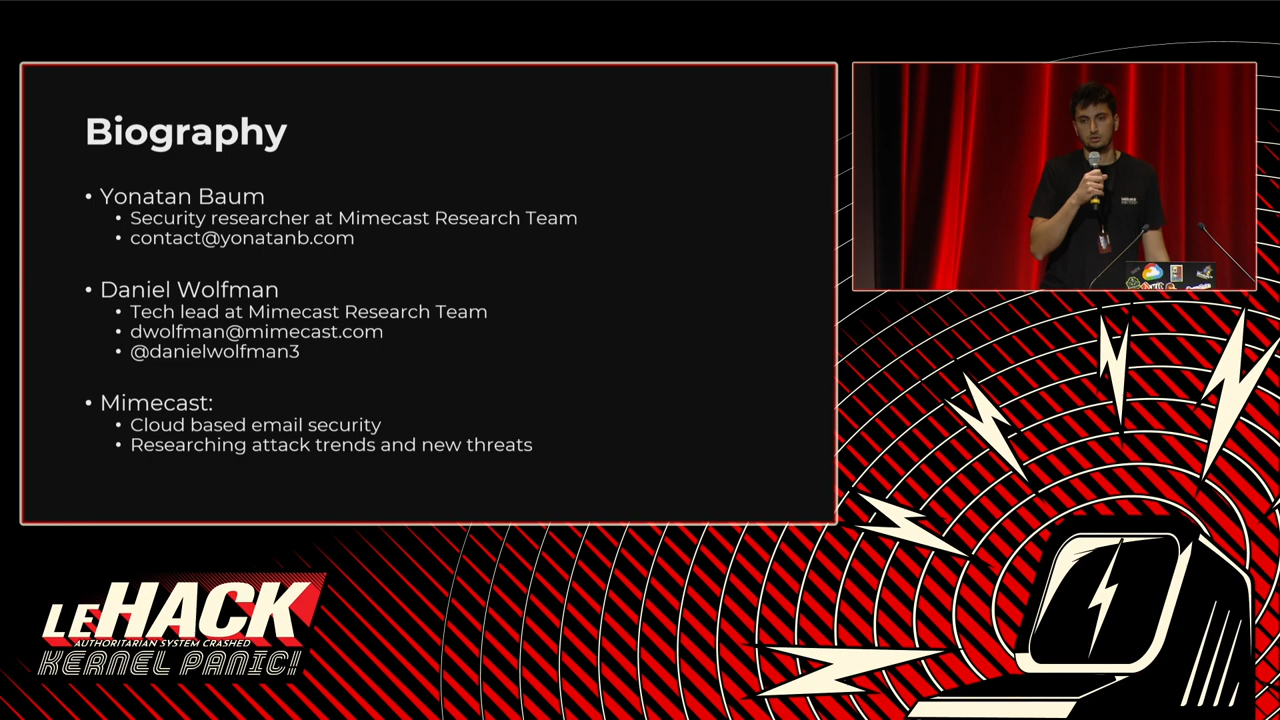 Biography
• Yonatan Baum
• Security researcher at Mimecast Research Team
• contact@yonatanb.com
• Daniel Wolfman
• Tech lead at Mimecast Research Team
• dwolfman@mimecast.com
• @danielwolfman3
• Mimecast:
• Cloud based email security
• Researching attack trends and new threats
LEHACK
AUTHORITARIAN SYSTEM CRASHED
KERNEL PANIC!